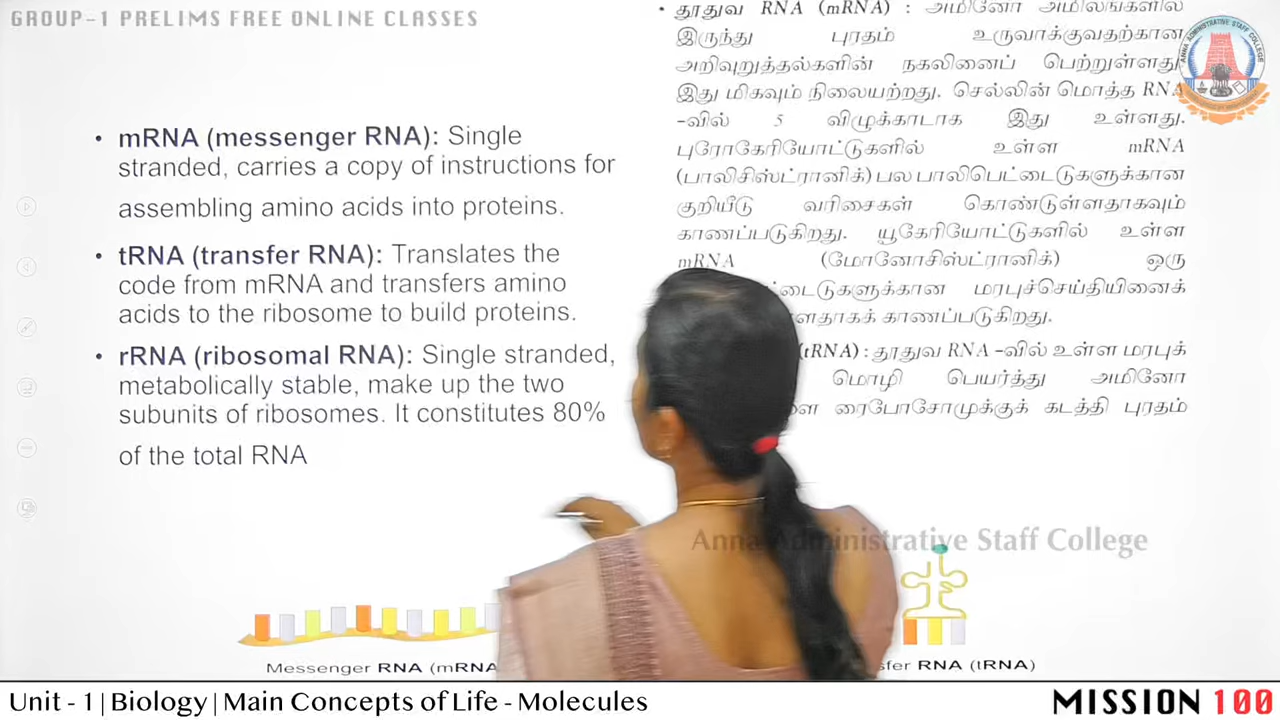 GROUP-1 PRELIMS FREE ONLINE CLASSES
• mRNA (messenger RNA): Single
stranded, carries a copy of instructions for
assembling amino acids into proteins.
• tRNA (transfer RNA): Translates the
code from mRNA and transfers amino
acids to the ribosome to build proteins.
• rRNA (ribosomal RNA): Single stranded,
metabolically stable, make up the two
subunits of ribosomes. It constitutes 80%
of the total RNA
• தூதுவ RNA (mRNA) : அமினோ அமிலங்களில்
இருந்து புரதம் உருவாக்குவதற்கான
அறிவுறுத்தல்களின் நகலினைப் பெற்றுள்ளது
இது மிகவும் நிலையற்றது. செல்லின் மொத்த RNA
-வில் 5 விழுக்காடாக இது உள்ளது.
புரோகேரியோட்டுகளில் உள்ள mRNA
(பாலிசிஸ்ட்ரானிக்) பல பாலிபெப்டைடுகளுக்கான
குறியீடு வரிசைகள் கொண்டுள்ளதாகவும்
காணப்படுகிறது. யூகேரியோட்டுகளில் உள்ள
mRNA (மோனோசிஸ்ட்ரானிக்) ஒரு
மரபுச்செய்தியினைக்
காணப்படுகிறது.
(tRNA) : தூதுவ RNA -வில் உள்ள மரபுக்
மொழி பெயர்த்து அமினோ
ரைபோசோமுக்குக் கடத்தி புரதம்
Anna Administrative Staff College
Messenger RNA (mRNA
RNA (tRNA)
Unit - 1 | Biology | Main Concepts of Life - Molecules
MISSION 100